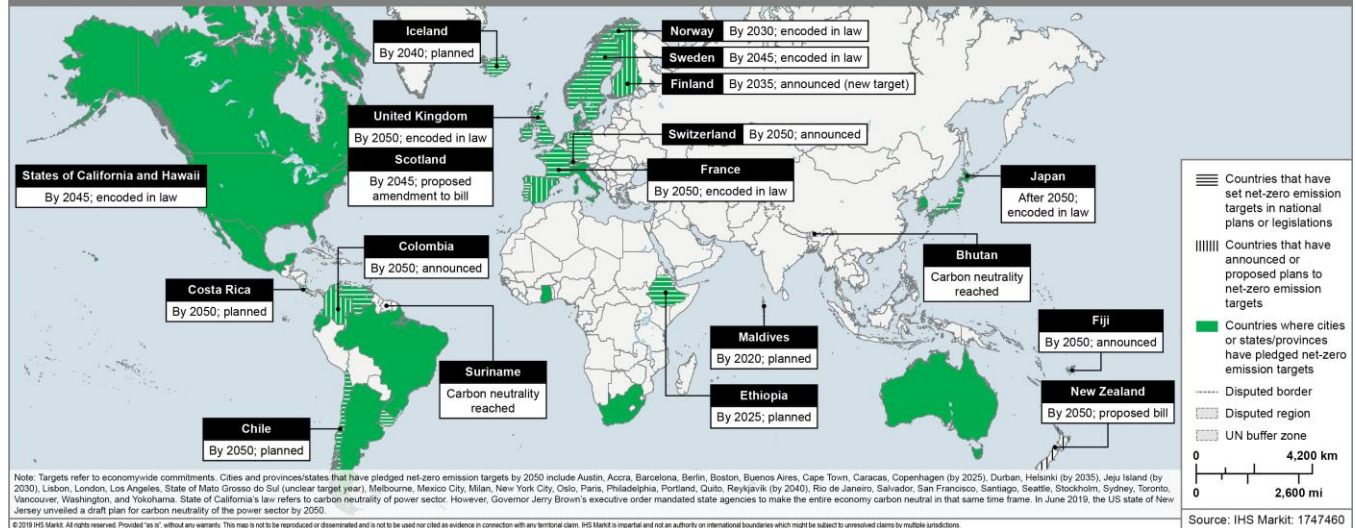 Iceland
By 2040; planned
Norway
By 2030; encoded in law
Sweden
By 2045; encoded in law
Finland
By 2035; announced (new target)
United Kingdom
By 2050; encoded in law
Scotland
By 2045; proposed
amendment to bill
Switzerland
By 2050; announced
France
By 2050; encoded in law
States of California and Hawaii
By 2045; encoded in law
Japan
After 2050;
encoded in law
Colombia
By 2050; announced
Bhutan
Carbon neutrality
reached
Costa Rica
By 2050; planned
Maldives
By 2020; planned
Fiji
By 2050; announced
Suriname
Carbon neutrality
reached
Ethiopia
By 2025; planned
New Zealand
By 2050; proposed bill
Chile
By 2050; planned
Countries that have
set net-zero emission
targets in national
plans or legislations
Countries that have
announced or
proposed plans to
net-zero emission
targets
Countries where cities
or states/provinces
have pledged net-zero
emission targets
Disputed border
Disputed region
UN buffer zone
0 4,200 km
0 2,600 mi
Note: Targets refer to economywide commitments. Cities and provinces/states that have pledged net-zero emission targets by 2050 include Austin, Accra, Barcelona, Berlin, Boston, Buenos Aires, Cape Town, Caracas, Copenhagen (by 2025), Durban, Helsinki (by 2035), Jeju Island (by
2030), Lisbon, London, Los Angeles, State of Mato Grosso do Sul (unclear target year), Melbourne, Mexico City, Milan, New York City, Oslo, Paris, Philadelphia, Portland, Quito, Reykjavik (by 2040), Rio de Janeiro, Salvador, San Francisco, Santiago, Seattle, Stockholm, Sydney, Toronto,
Vancouver, Washington, and Yokohama. State of California's law refers to carbon neutrality of power sector. However, Governor Jerry Brown's executive order mandated state agencies to make the entire economy carbon neutral in that same time frame. In June 2019, the US state of New
Jersey unveiled a draft plan for carbon neutrality of the power sector by 2050.
© 2019 IHS Markit. All rights reserved. Provided "as is", without any warranty. This map is not to be reproduced or disseminated and is not to be used nor cited as evidence in connection with any territorial claim. IHS Markit is impartial and not an authority on international boundaries which might be subject to unresolved claims by multiple jurisdictions.
Source: IHS Markit: 1747460